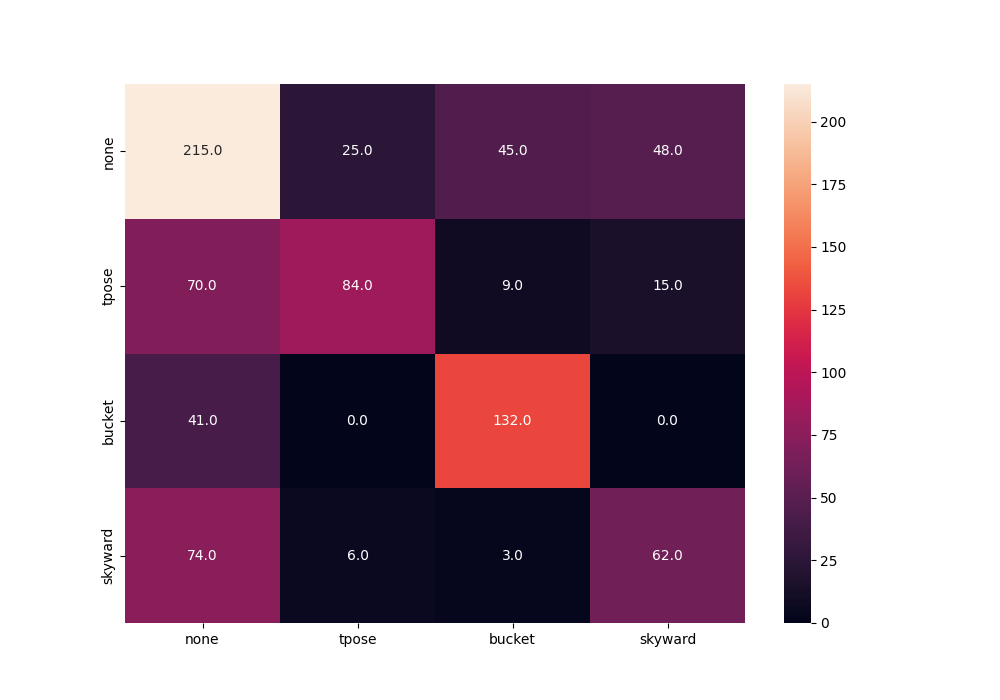 none 215.0 25.0 45.0 48.0
tpose 70.0 84.0 9.0 15.0
bucket 41.0 0.0 132.0 0.0
skyward 74.0 6.0 3.0 62.0
none tpose bucket skyward
200
175
150
125
100
75
50
25
0